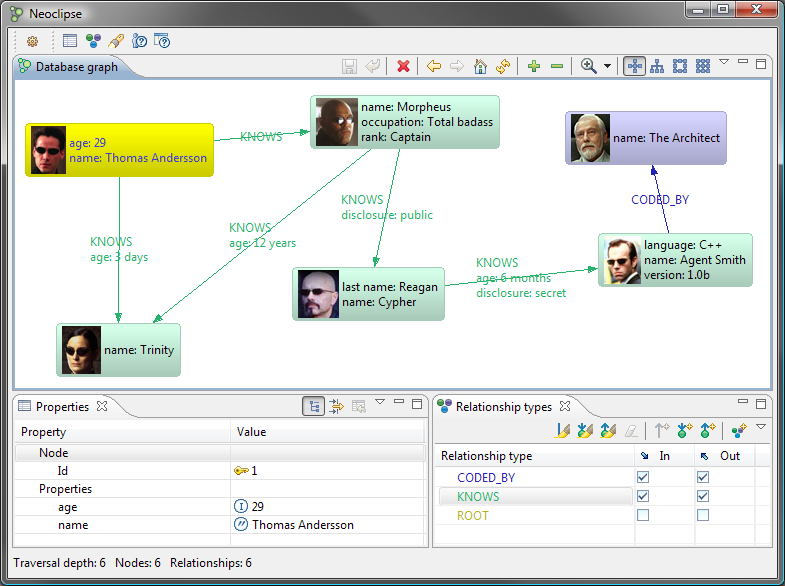 Neoclipse
Database graph
age: 29
name: Thomas Andersson
KNOWS
name: Morpheus
occupation: Total badass
rank: Captain
name: The Architect
KNOWS
disclosure: public
CODED_BY
KNOWS
age: 12 years
KNOWS
age: 3 days
language: C++
name: Agent Smith
version: 1.0b
KNOWS
age: 6 months
disclosure: secret
last name: Reagan
name: Cypher
name: Trinity
Properties
Property Value
Node
Id 1
Properties
age 29
name Thomas Andersson
Relationship types
Relationship type In Out
CODED_BY
KNOWS
ROOT
Traversal depth: 6 Nodes: 6 Relationships: 6